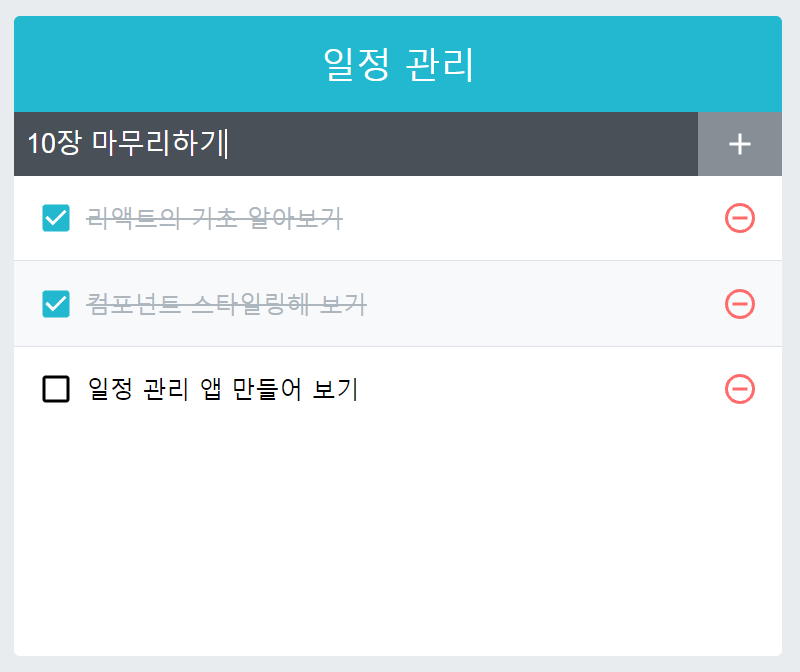 일정 관리
10장 마무리하기
리액트의 기초 알아보기
컴포넌트 스타일링해 보기
일정 관리 앱 만들어 보기